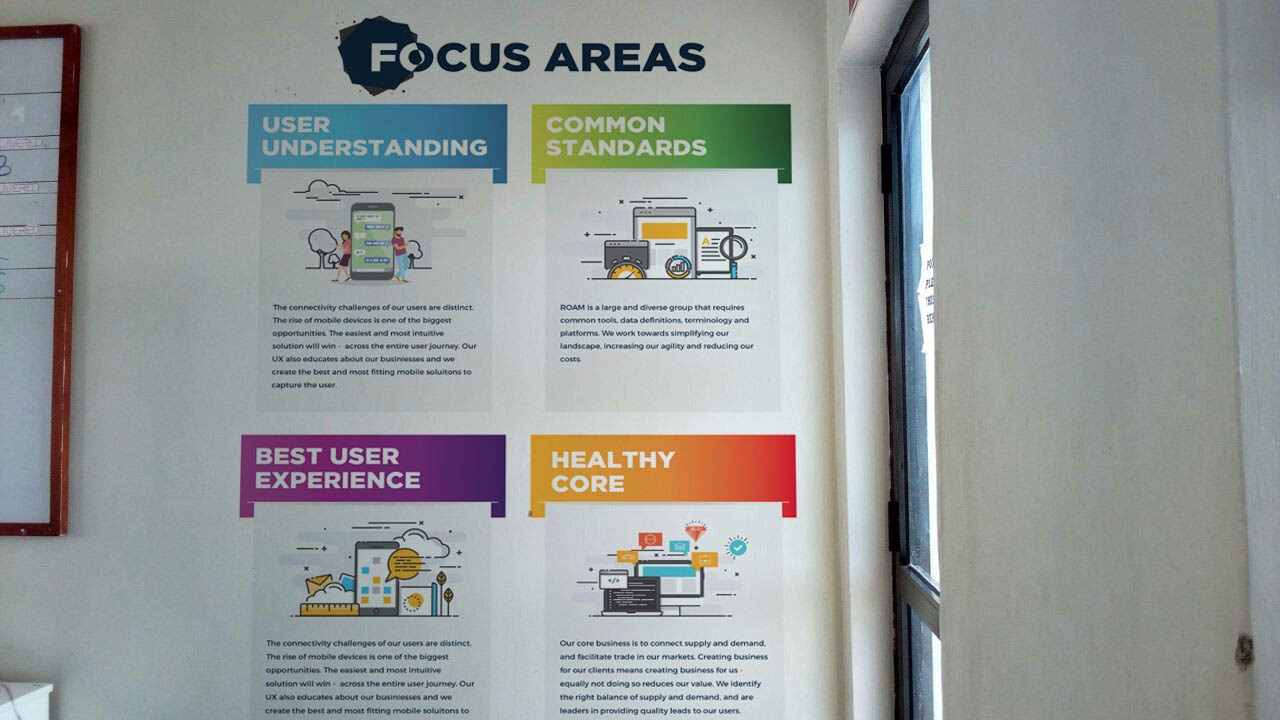 FOCUS AREAS
USER
UNDERSTANDING
The connectivity challenges of our users are distinct.
The rise of mobile devices is one of the biggest
opportunities. The easiest and most intuitive
solution will win - across the entire user journey. Our
UX also educates about our businiesses and we
create the best and most fitting mobile soluitons to
capture the user.
COMMON
STANDARDS
ROAM is a large and diverse group that requires
common tools, data definitions, terminology and
platforms. We work towards simplifying our
landscape, increasing our agility and reducing our
costs.
BEST USER
EXPERIENCE
The connectivity challenges of our users are distinct.
The rise of mobile devices is one of the biggest
opportunities. The easiest and most intuitive
solution will win - across the entire user journey. Our
UX also educates about our businiesses and we
create the best and most fitting mobile soluitons to
HEALTHY
CORE
Our core business is to connect supply and demand,
and facilitate trade in our markets. Creating business
for our clients means creating business for us -
equally not doing so reduces our value. We identify
the right balance of supply and demand, and are
leaders in providing quality leads to our users.